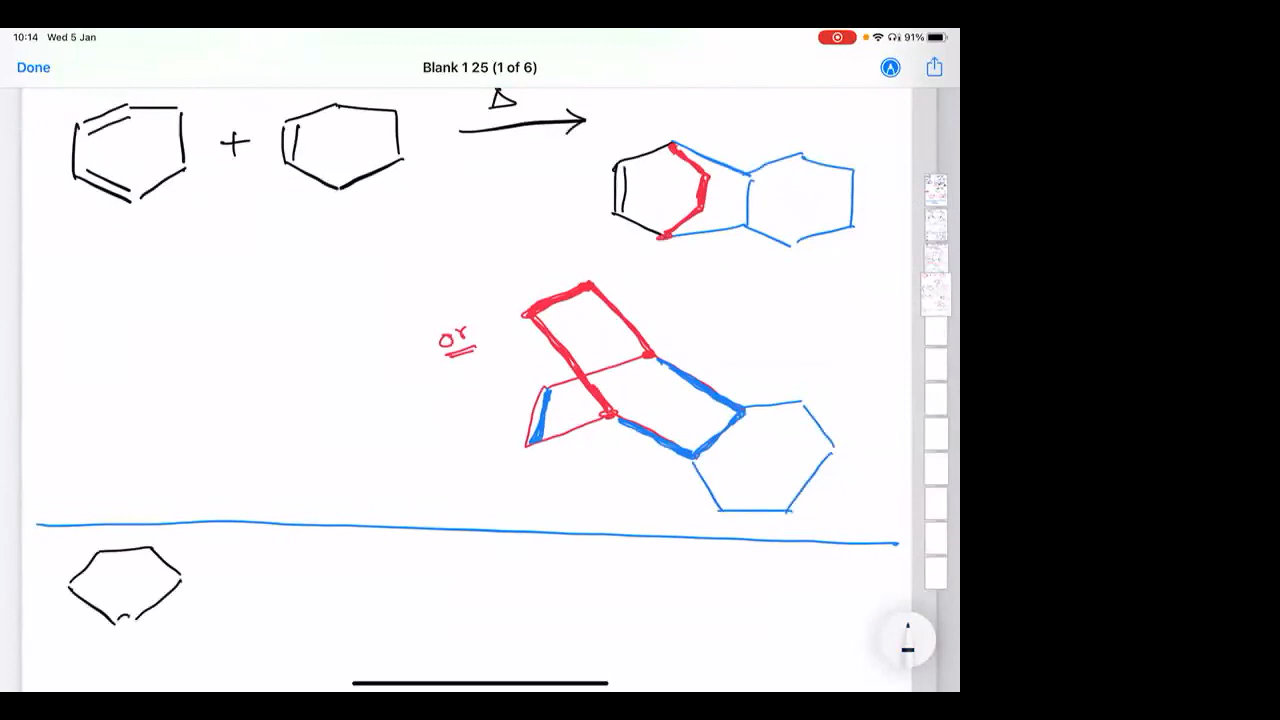 10:14 Wed 5 Jan 91%
Done Blank 1 25 (1 of 6)
Δ
+
or